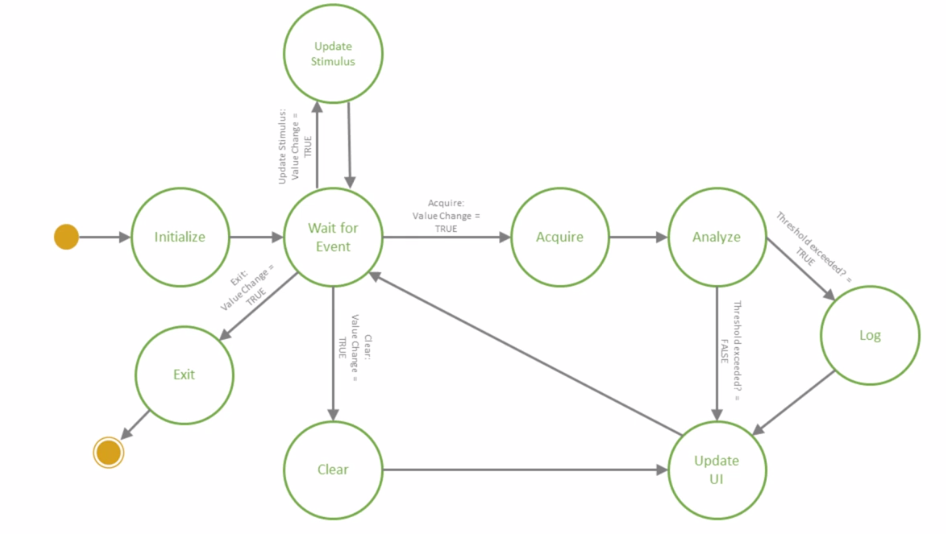 Update
Stimulus
Update Stimulus:
Value Change =
TRUE
Initialize
Wait for
Event
Acquire:
Value Change =
TRUE
Acquire
Analyze
Threshold exceeded? =
TRUE
Exit:
Value Change =
TRUE
Clear:
Value Change =
TRUE
Threshold exceeded? =
FALSE
Log
Exit
Clear
Update
UI